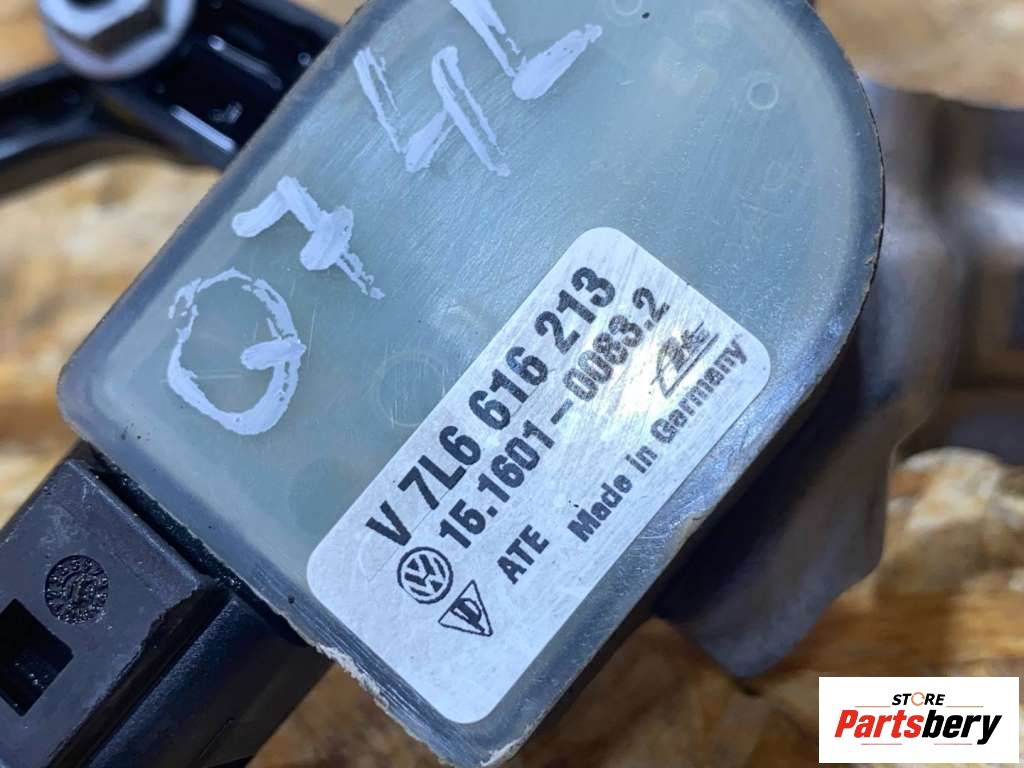 Q7 4L
V 7L6 616 213
15.1601-0083.2
ATE Made in Germany
STORE
Partsbery